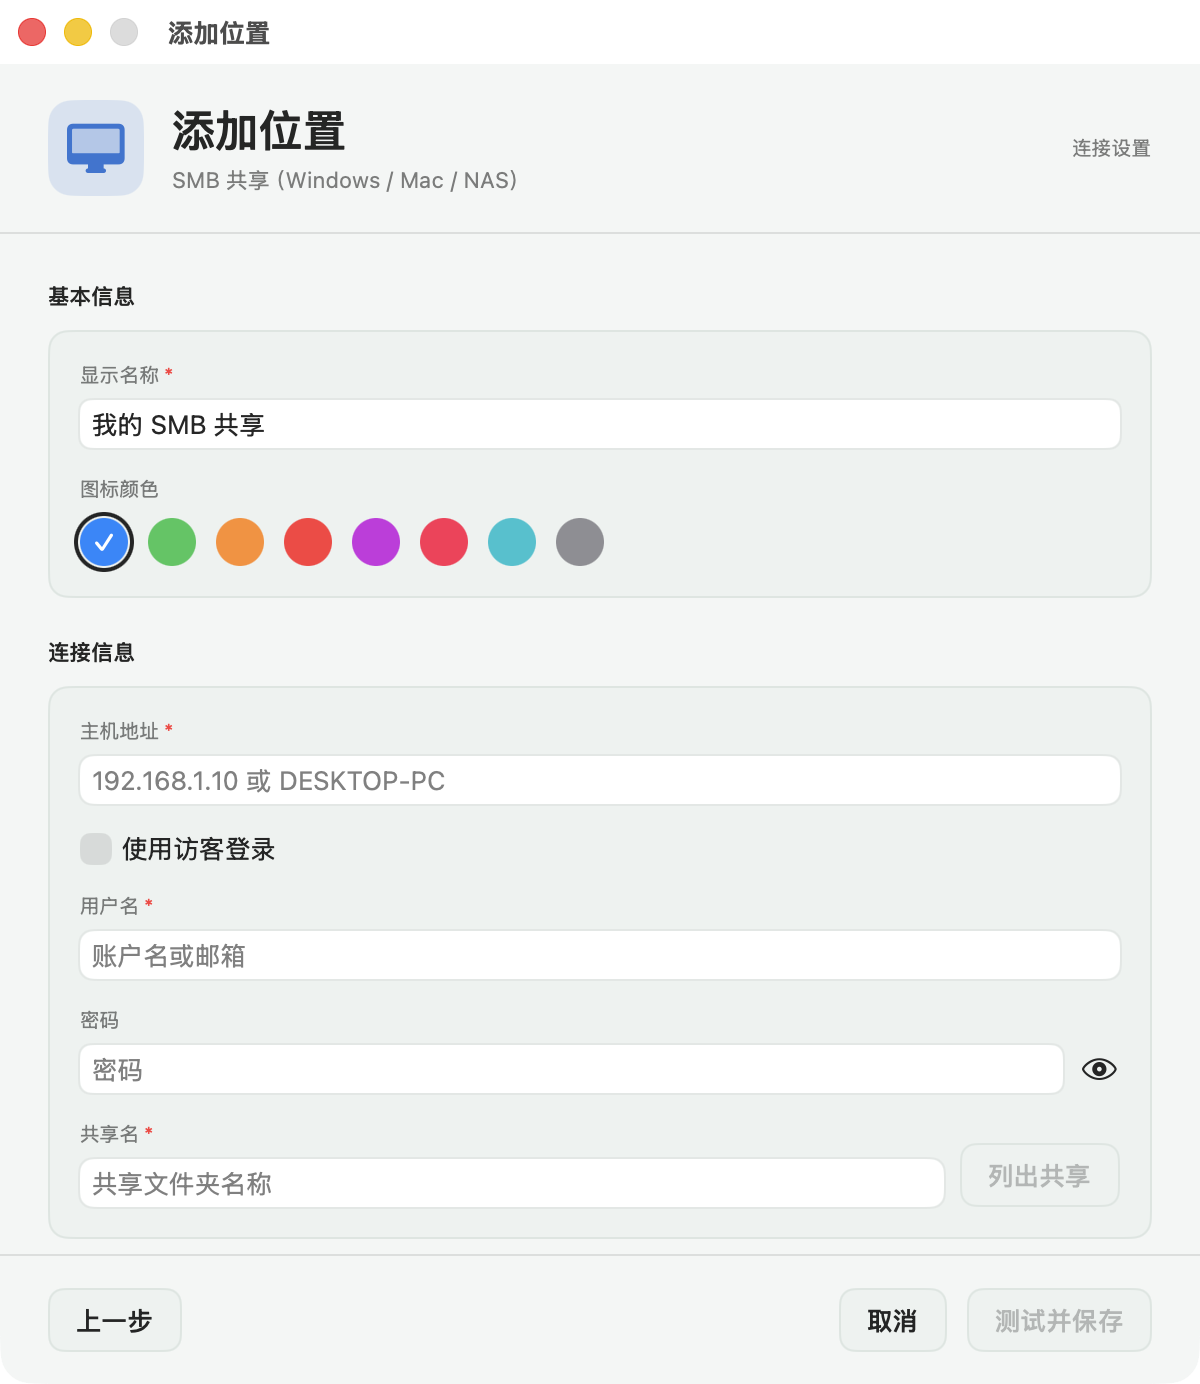 添加位置
添加位置
SMB 共享 (Windows / Mac / NAS)
连接设置
基本信息
显示名称 *
我的 SMB 共享
图标颜色
连接信息
主机地址 *
192.168.1.10 或 DESKTOP-PC
使用访客登录
用户名 *
账户名或邮箱
密码
密码
共享名 *
共享文件夹名称
列出共享
上一步
取消
测试并保存